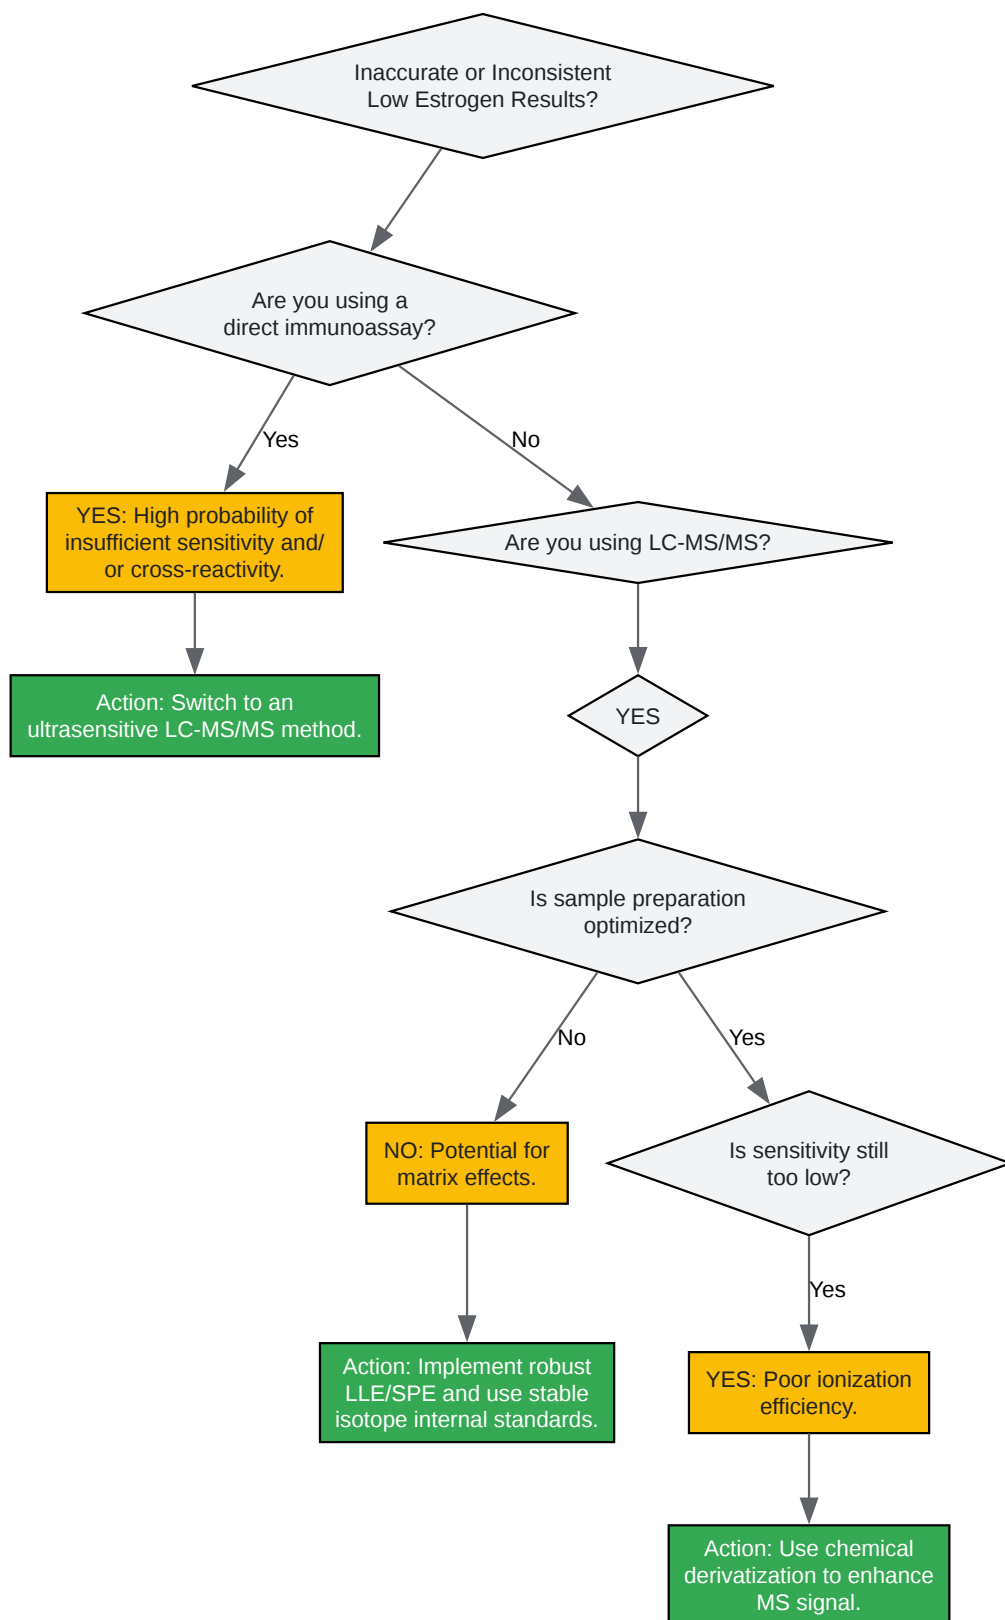 Inaccurate or Inconsistent
Low Estrogen Results?
Are you using a
direct immunoassay?
Yes
No
YES: High probability of
insufficient sensitivity and/
or cross-reactivity.
Are you using LC-MS/MS?
Action: Switch to an
ultrasensitive LC-MS/MS method.
YES
Is sample preparation
optimized?
No
Yes
NO: Potential for
matrix effects.
Is sensitivity still
too low?
Yes
Action: Implement robust
LLE/SPE and use stable
isotope internal standards.
YES: Poor ionization
efficiency.
Action: Use chemical
derivatization to enhance
MS signal.